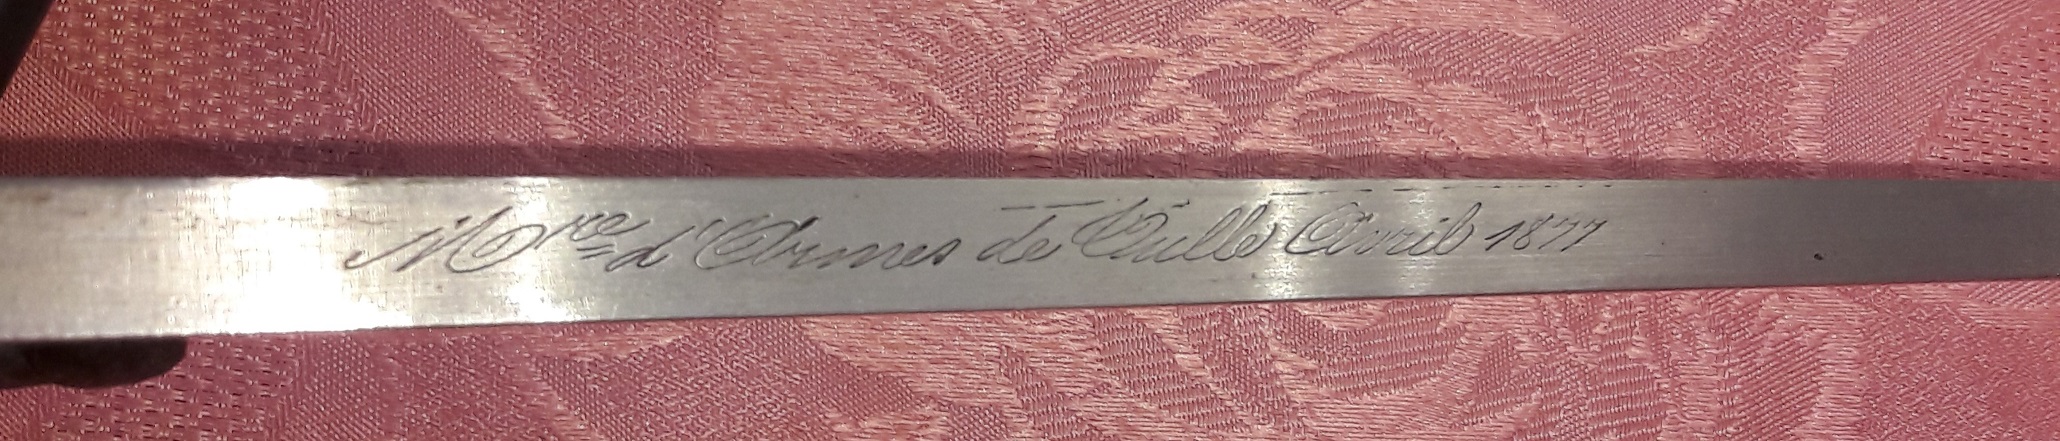 Mre d'Armes de Tulle Avril 1877